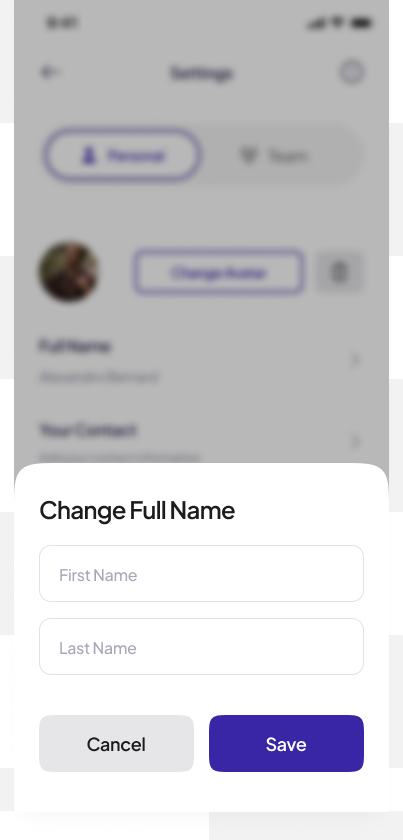 9:41
Settings
Personal
Team
Change Avatar
Full Name
Alexandre Bernard
Your Contact
Change Full Name
First Name
Last Name
Cancel
Save